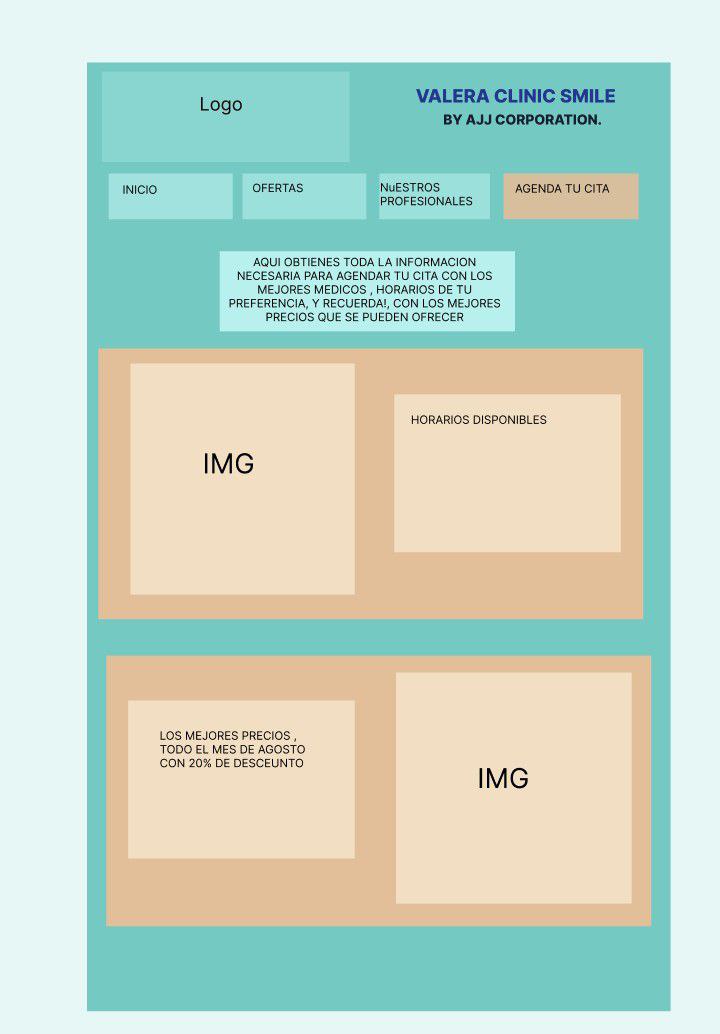 Logo
VALERA CLINIC SMILE
BY AJJ CORPORATION.
INICIO
OFERTAS
NuESTROS
PROFESIONALES
AGENDA TU CITA
AQUI OBTIENES TODA LA INFORMACION
NECESARIA PARA AGENDAR TU CITA CON LOS
MEJORES MEDICOS , HORARIOS DE TU
PREFERENCIA, Y RECUERDA!, CON LOS MEJORES
PRECIOS QUE SE PUEDEN OFRECER
IMG
HORARIOS DISPONIBLES
LOS MEJORES PRECIOS ,
TODO EL MES DE AGOSTO
CON 20% DE DESCEUNTO
IMG